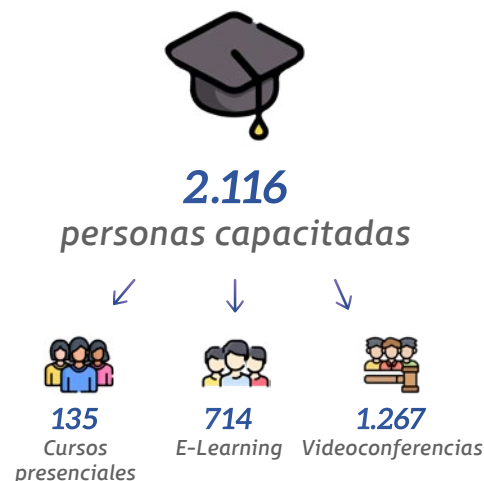 2.116
personas capacitadas
135
Cursos
presenciales
714
E-Learning
1.267
Videoconferencias